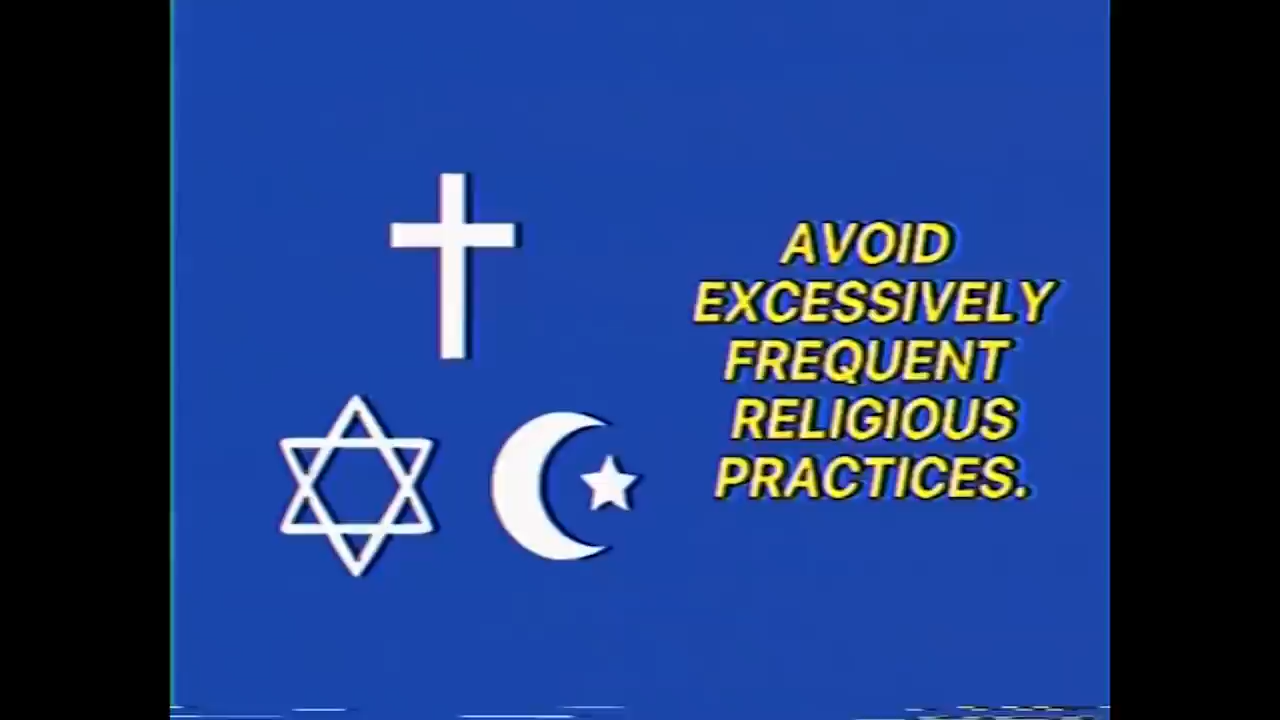 AVOID
EXCESSIVELY
FREQUENT
RELIGIOUS
PRACTICES.